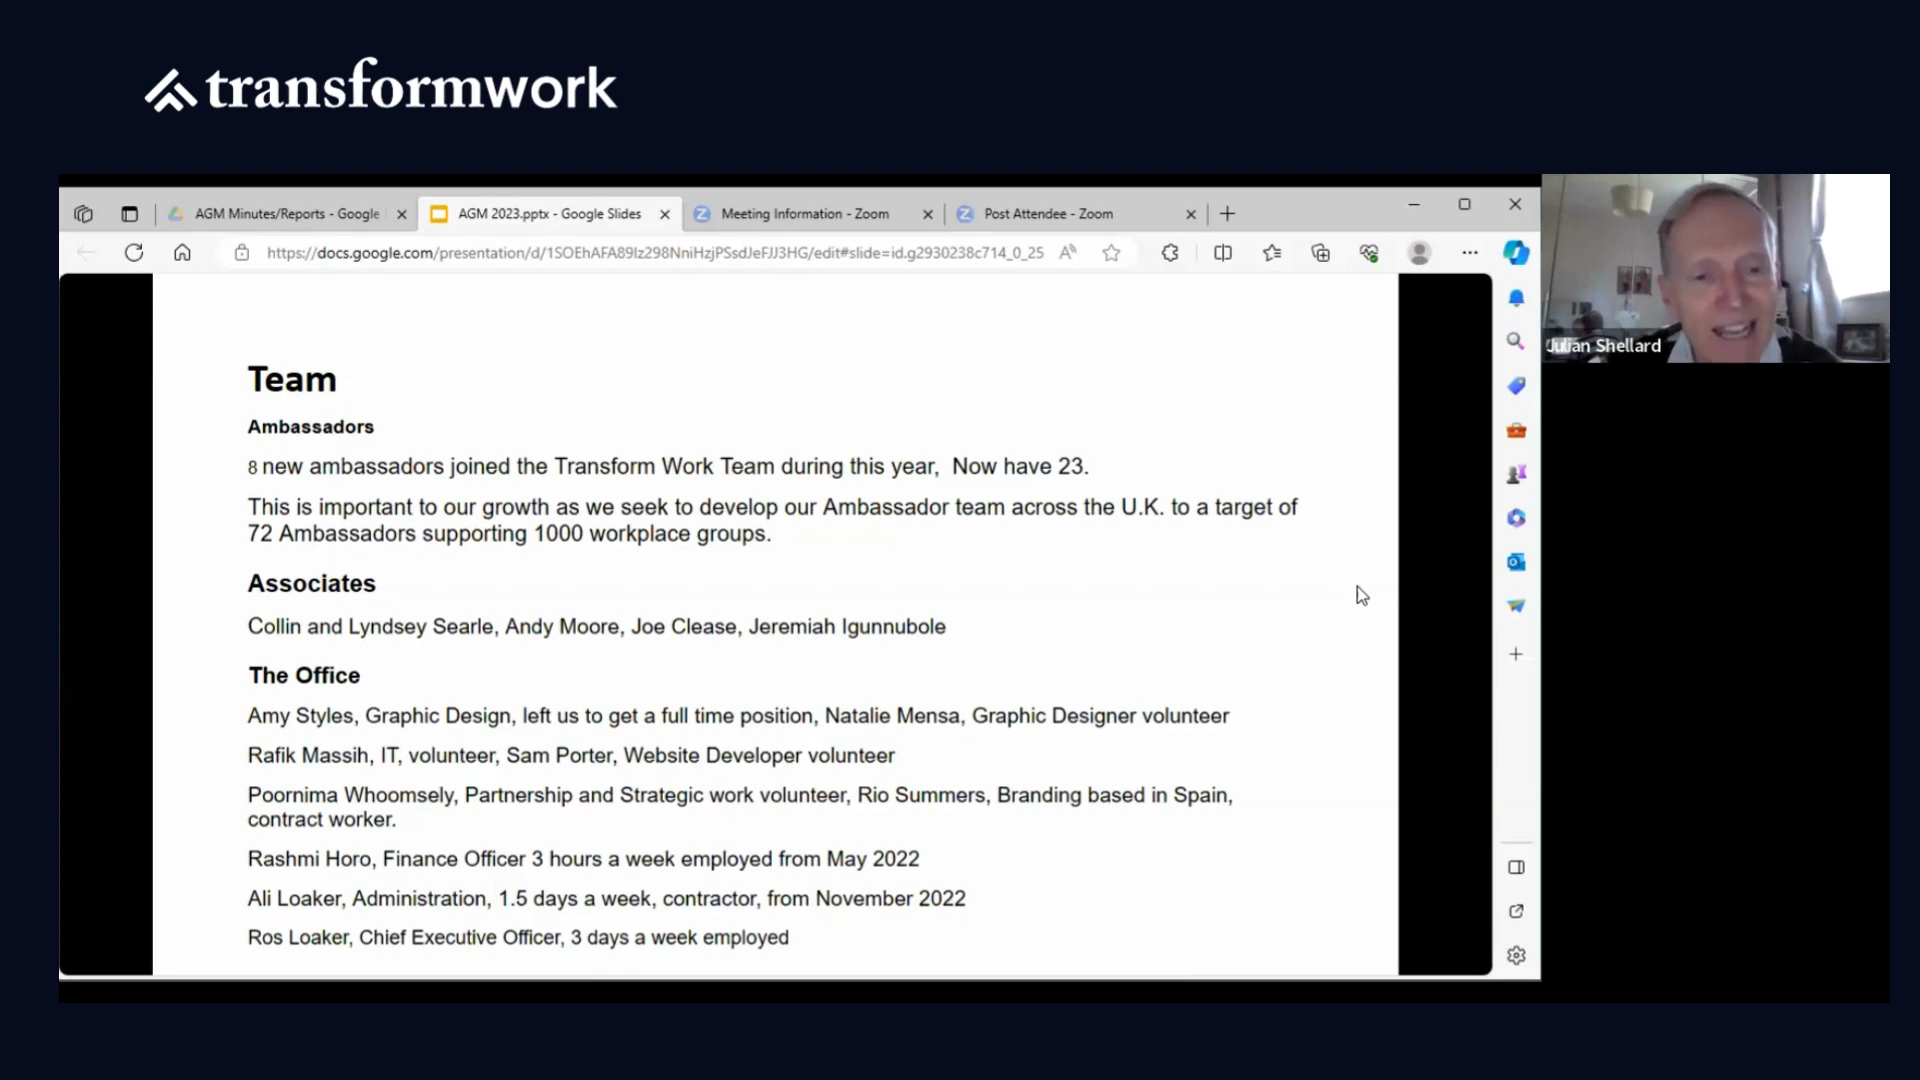 transformwork
AGM Minutes/Reports - Google
AGM 2023.pptx - Google Slides
Meeting Information - Zoom
Post Attendee - Zoom
https://docs.google.com/presentation/d/1SOEhAFA89Iz298NniHzjPSsdJeFJJ3HG/edit#slide=id.g2930238c714_0_25
Julian Shellard
Team
Ambassadors
8 new ambassadors joined the Transform Work Team during this year, Now have 23.
This is important to our growth as we seek to develop our Ambassador team across the U.K. to a target of
72 Ambassadors supporting 1000 workplace groups.
Associates
Collin and Lyndsey Searle, Andy Moore, Joe Clease, Jeremiah Igunnubole
The Office
Amy Styles, Graphic Design, left us to get a full time position, Natalie Mensa, Graphic Designer volunteer
Rafik Massih, IT, volunteer, Sam Porter, Website Developer volunteer
Poornima Whoomsely, Partnership and Strategic work volunteer, Rio Summers, Branding based in Spain,
contract worker.
Rashmi Horo, Finance Officer 3 hours a week employed from May 2022
Ali Loaker, Administration, 1.5 days a week, contractor, from November 2022
Ros Loaker, Chief Executive Officer, 3 days a week employed